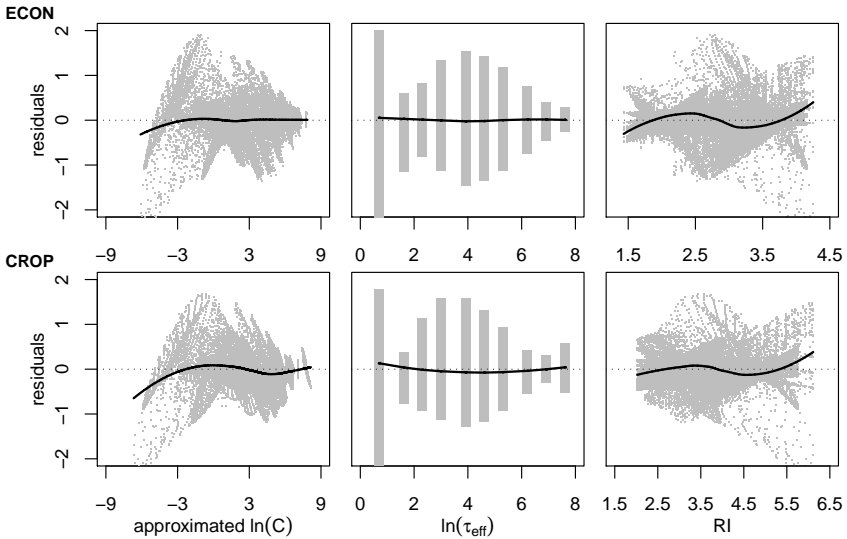 ECON
residuals
2
1
0
−1
−2
−9 −3 3 9
0 2 4 6 8
1.5 2.5 3.5 4.5
CROP
residuals
2
1
0
−1
−2
−9 −3 3 9
approximated ln(C)
0 2 4 6 8
ln(τeff)
1.5 2.5 3.5 4.5 5.5 6.5
RI